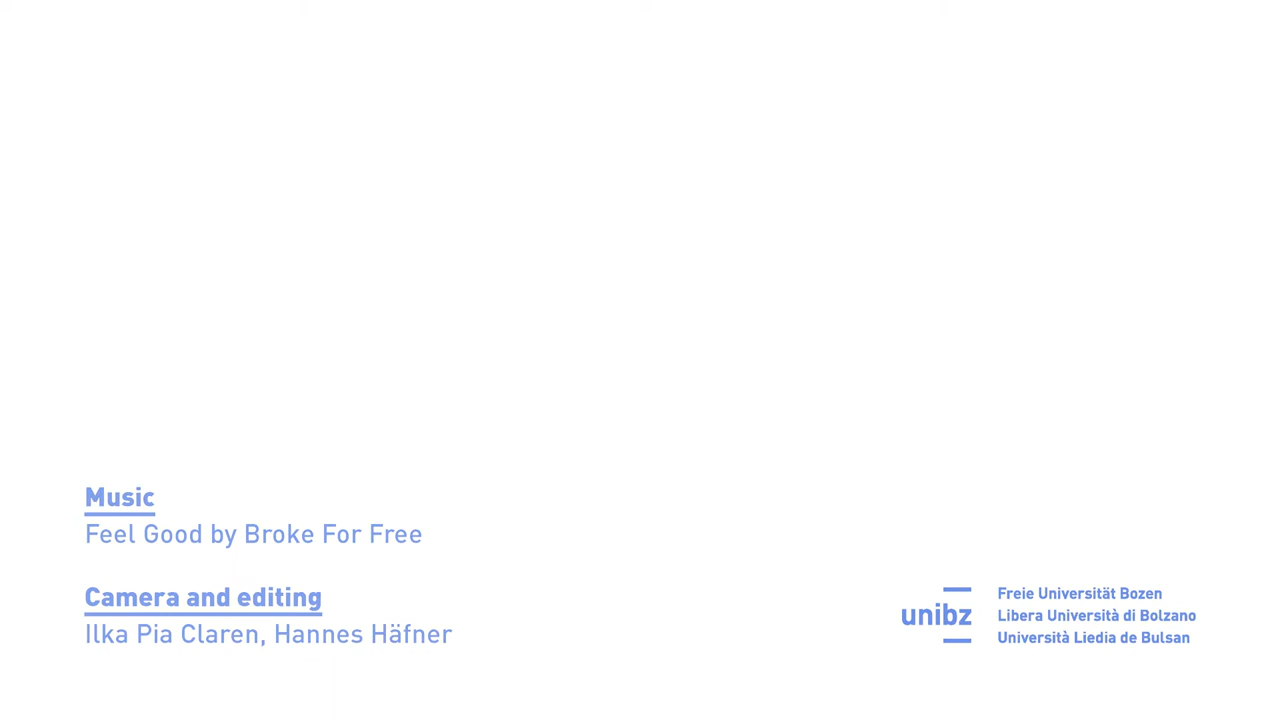 Music
Feel Good by Broke For Free
Camera and editing
Ilka Pia Claren, Hannes Häfner
unibz
Freie Universität Bozen
Libera Università di Bolzano
Università Liedia de Bulsan